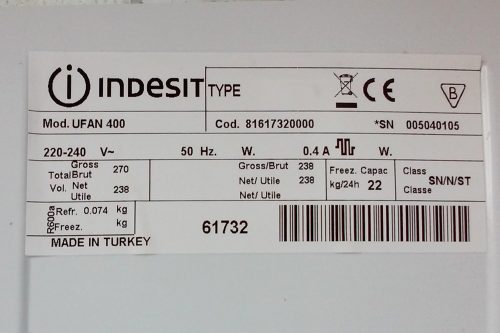 INDESIT TYPE CE B
Mod. UFAN 400 Cod. 81617320000 *SN 005040105
220-240 V~ 50 Hz. W. 0.4 A W.
Total Vol. Gross Brut 270 Net Utile 238
Gross/Brut 238
Net/ Utile 238
Net/ Utile
Freez. Capac kg/24h 22
Class Classe SN/N/ST
R600a Refr. 0.074 kg
Freez. kg
MADE IN TURKEY 61732